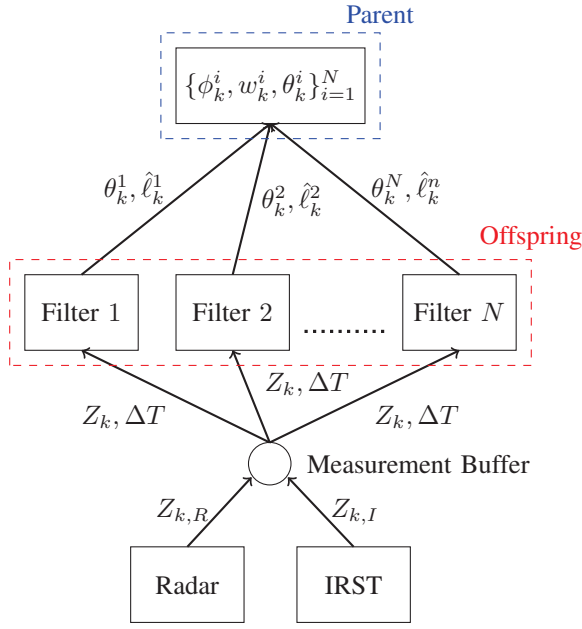 Parent
{ϕ_k^i, w_k^i, θ_k^i}_{i=1}^N
θ_k^1, ℓ̂_k^1
θ_k^2, ℓ̂_k^2
θ_k^N, ℓ̂_k^n
Offspring
Filter 1
Filter 2
..........
Filter N
Z_k, ΔT
Z_k, ΔT
Z_k, ΔT
Measurement Buffer
Z_{k,R}
Z_{k,I}
Radar
IRST